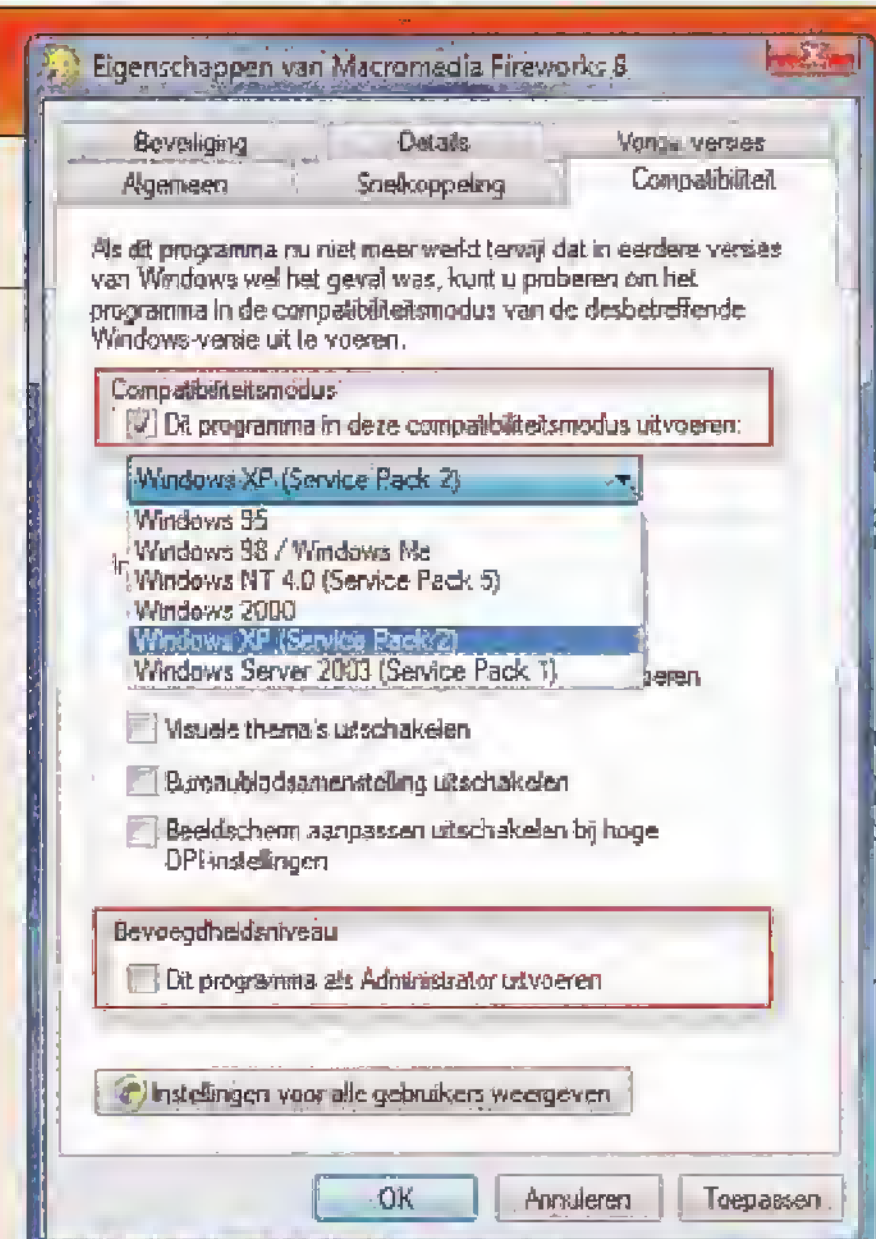 Eigenschappen van Macromedia Fireworks 8
Beveiliging Details Vorige versies
Algemeen Snelkoppeling Compatibiliteit
Als dit programma nu niet meer werkt terwijl dat in eerdere versies
van Windows wel het geval was, kunt u proberen om het
programma in de compatibiliteitsmodus van de desbetreffende
Windows-versie uit te voeren.
Compatibiliteitsmodus
Dit programma in deze compatibiliteitsmodus uitvoeren:
Windows XP (Service Pack 2)
Windows 95
Windows 98 / Windows Me
In
Windows NT 4.0 (Service Pack 5)
Windows 2000
Windows XP (Service Pack 2)
Windows Server 2003 (Service Pack 1)
oeren
Visuele thema's uitschakelen
Bureaubladsamenstelling uitschakelen
Beeldscherm aanpassen uitschakelen bij hoge
DPI-instellingen
Bevoegdheidsniveau
Dit programma als Administrator uitvoeren
Instellingen voor alle gebruikers weergeven
OK Annuleren Toepassen